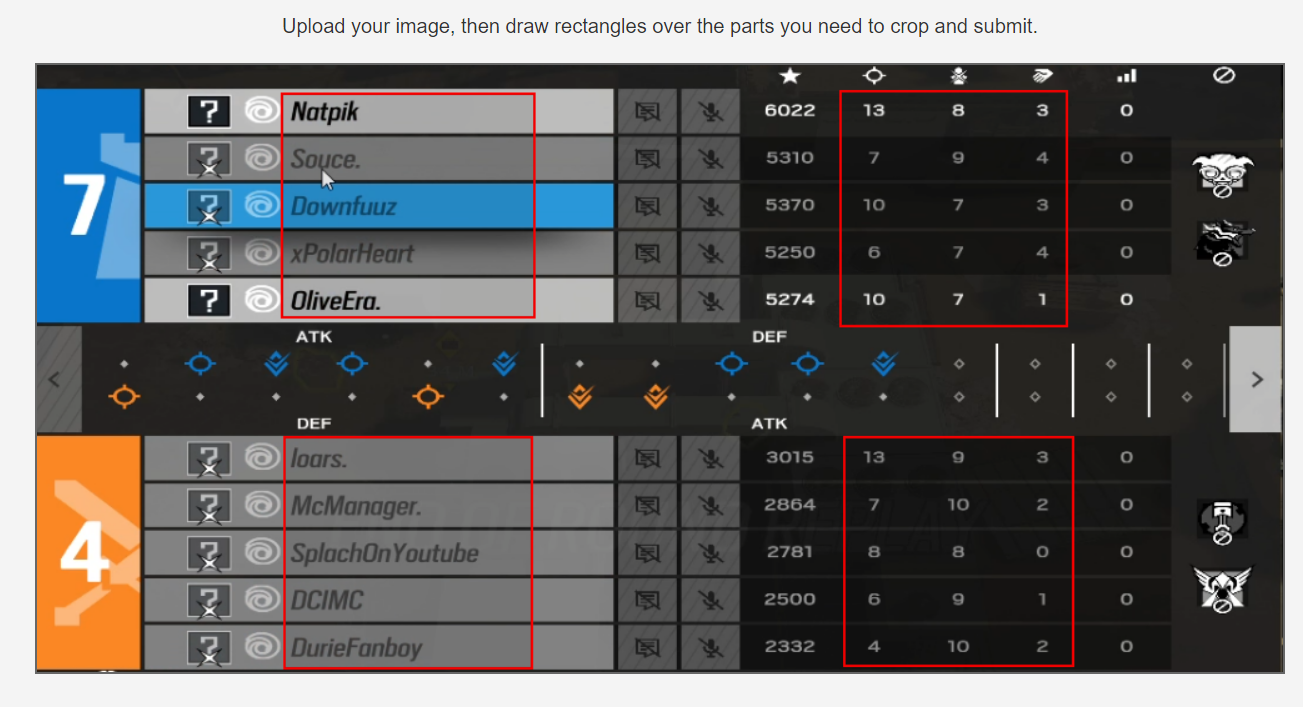 Upload your image, then draw rectangles over the parts you need to crop and submit.
7
? Natpik 6022 13 8 3 0
? Souce. 5310 7 9 4 0
? Downfuuz 5370 10 7 3 0
? xPolarHeart 5250 6 7 4 0
? OliveEra. 5274 10 7 1 0
ATK DEF
< >
DEF ATK
4
? loars. 3015 13 9 3 0
? McManager. 2864 7 10 2 0
? SplachOnYoutube 2781 8 8 0 0
? DCIMC 2500 6 9 1 0
? DurieFanboy 2332 4 10 2 0